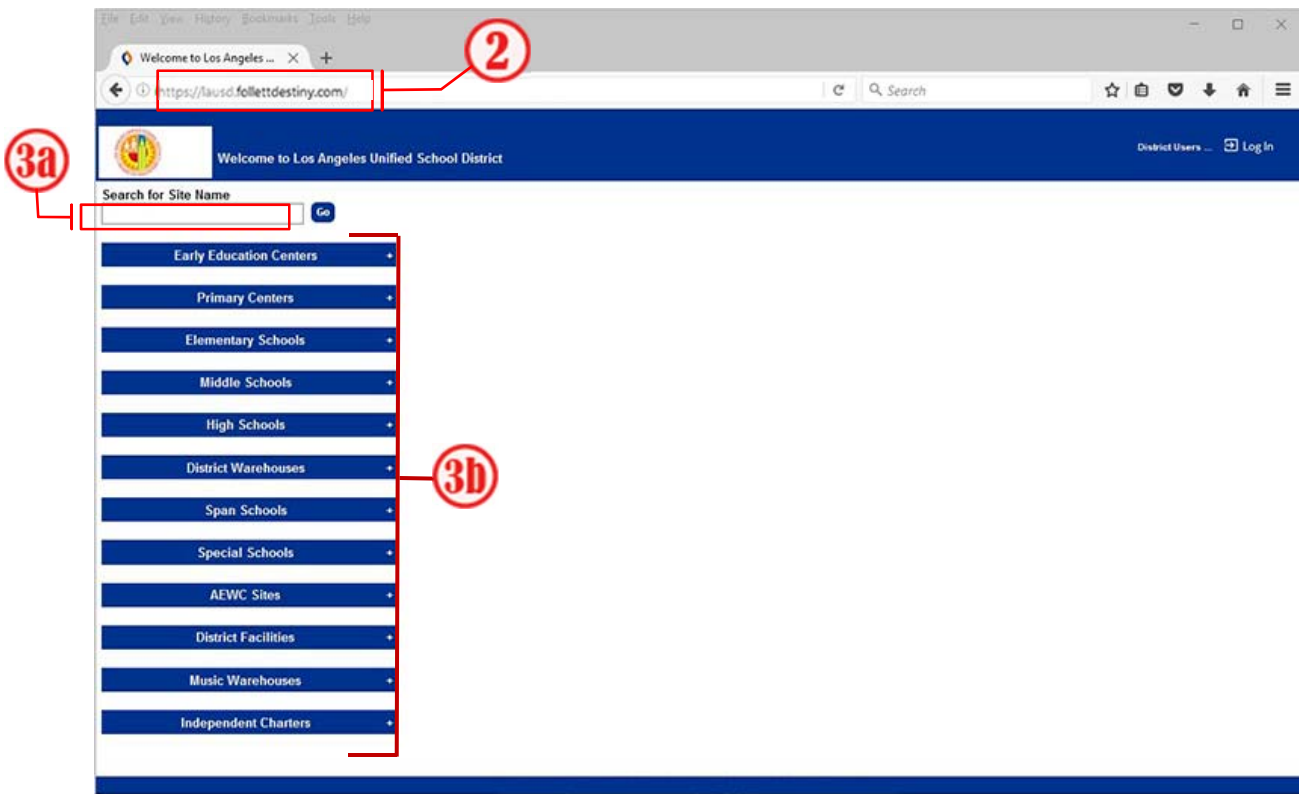 File Edit View History Bookmarks Tools Help
Welcome to Los Angeles ...
2
https://lausd.follettdestiny.com/
Search
3a
Welcome to Los Angeles Unified School District
District Users ... Log In
Search for Site Name
Go
Early Education Centers +
Primary Centers +
Elementary Schools +
Middle Schools +
High Schools +
District Warehouses +
3b
Span Schools +
Special Schools +
AEWC Sites +
District Facilities +
Music Warehouses +
Independent Charters +